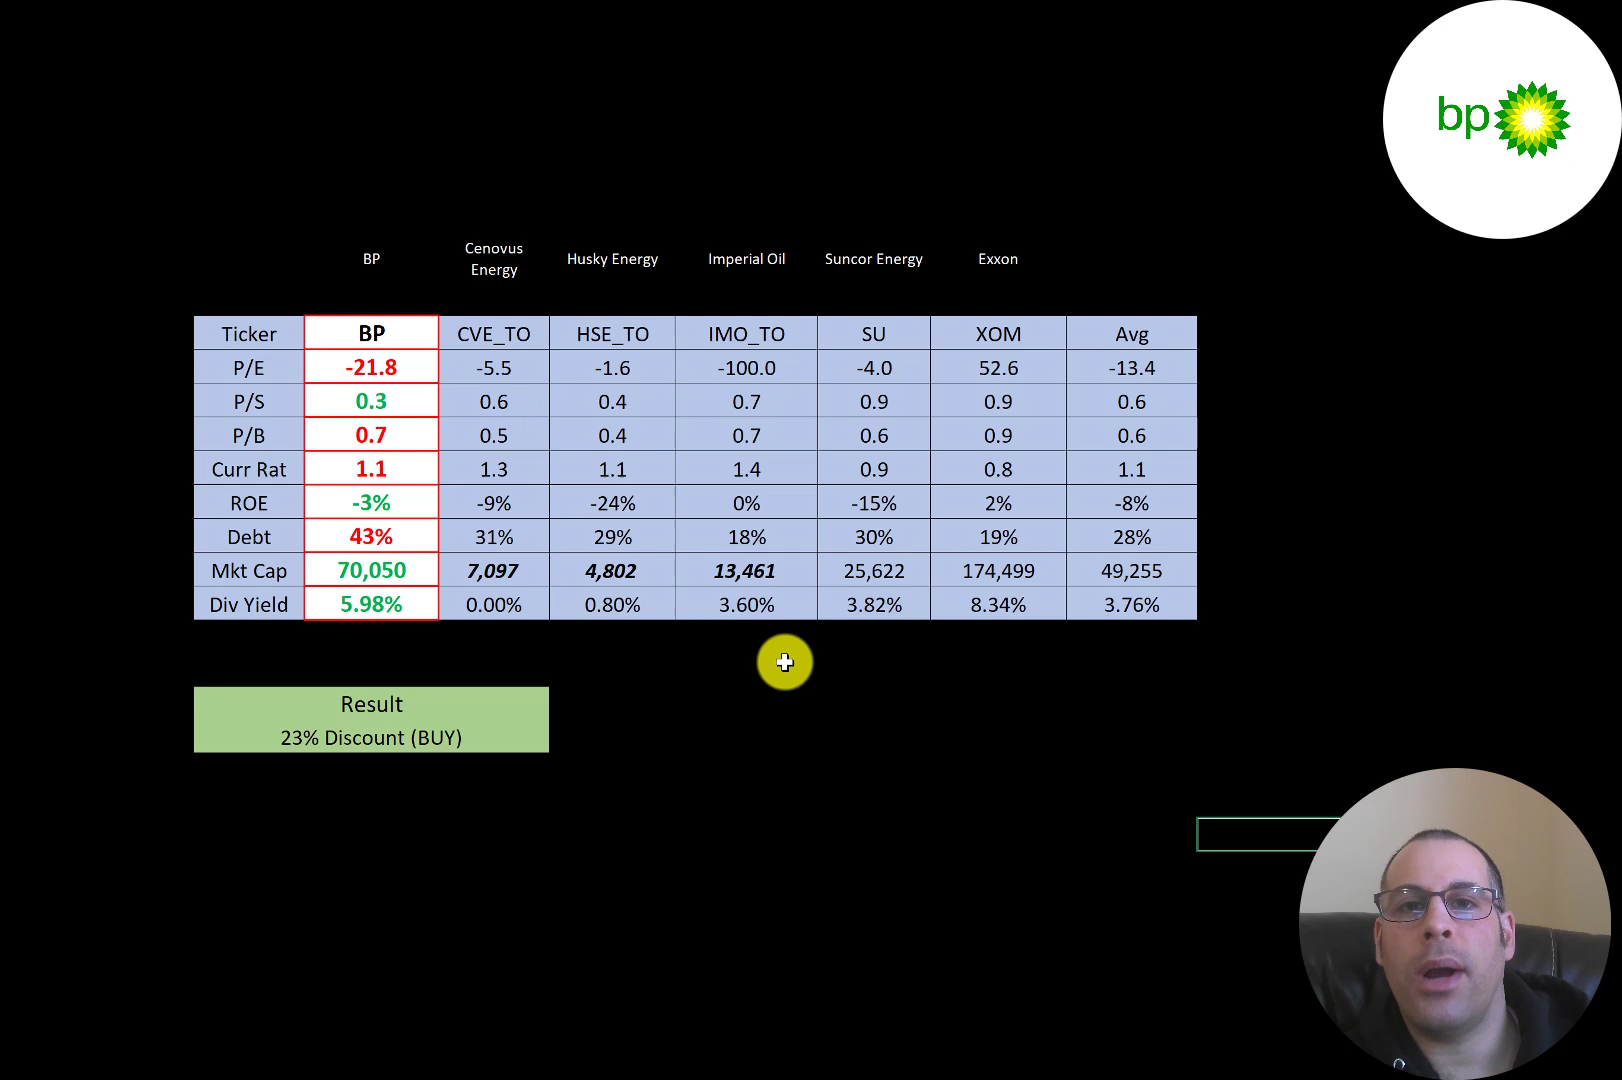 bp
BP Cenovus Energy Husky Energy Imperial Oil Suncor Energy Exxon
Ticker BP CVE_TO HSE_TO IMO_TO SU XOM Avg
P/E -21.8 -5.5 -1.6 -100.0 -4.0 52.6 -13.4
P/S 0.3 0.6 0.4 0.7 0.9 0.9 0.6
P/B 0.7 0.5 0.4 0.7 0.6 0.9 0.6
Curr Rat 1.1 1.3 1.1 1.4 0.9 0.8 1.1
ROE -3% -9% -24% 0% -15% 2% -8%
Debt 43% 31% 29% 18% 30% 19% 28%
Mkt Cap 70,050 7,097 4,802 13,461 25,622 174,499 49,255
Div Yield 5.98% 0.00% 0.80% 3.60% 3.82% 8.34% 3.76%
Result
23% Discount (BUY)